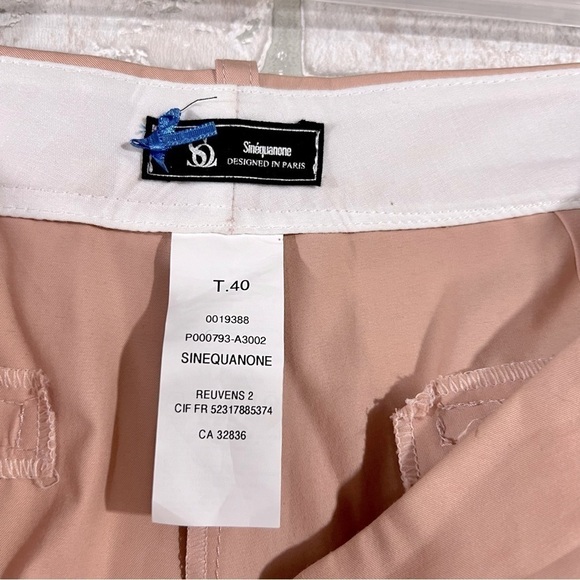 Sinéquanone
DESIGNED IN PARIS
T.40
0019388
P000793-A3002
SINEQUANONE
REUVENS 2
CIF FR 52317885374
CA 32836